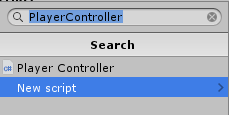 PlayerController
Search
Player Controller
New script